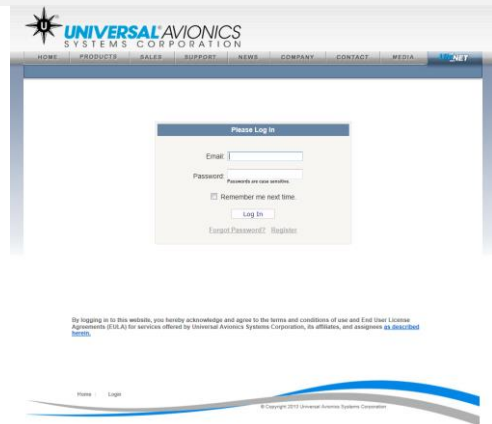 U
UNIVERSAL® AVIONICS
SYSTEMS CORPORATION
HOME PRODUCTS SALES SUPPORT NEWS COMPANY CONTACT MEDIA
Please Log In
Email:
Password:
Passwords are case sensitive.
Remember me next time.
Log In
Forgot Password? Register
By logging in to this website, you hereby acknowledge and agree to the terms and conditions of use and End User License
Agreements (EULA) for services offered by Universal Avionics Systems Corporation, its affiliates, and assignees as described
herein.
Home : Login
© Copyright 2013 Universal Avionics Systems Corporation